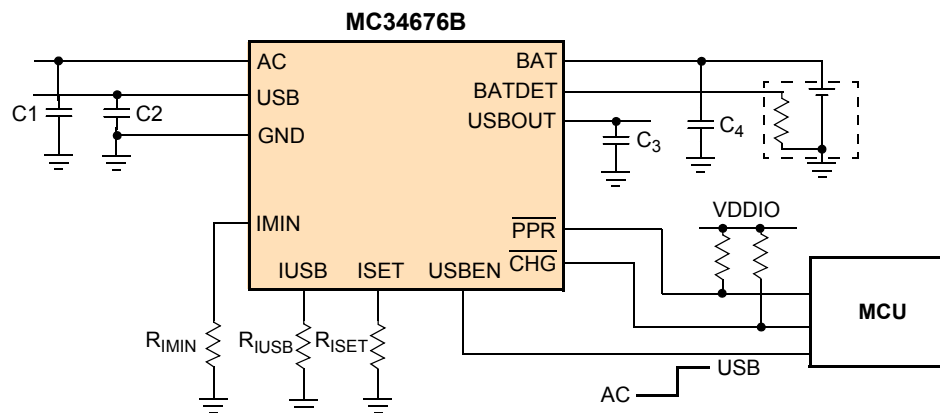 MC34676B
AC
BAT
USB
BATDET
C1
C2
GND
USBOUT
C3
C4
IMIN
VDDIO
PPR
CHG
IUSB
ISET
USBEN
MCU
RIMIN
RIUSB
RISET
USB
AC